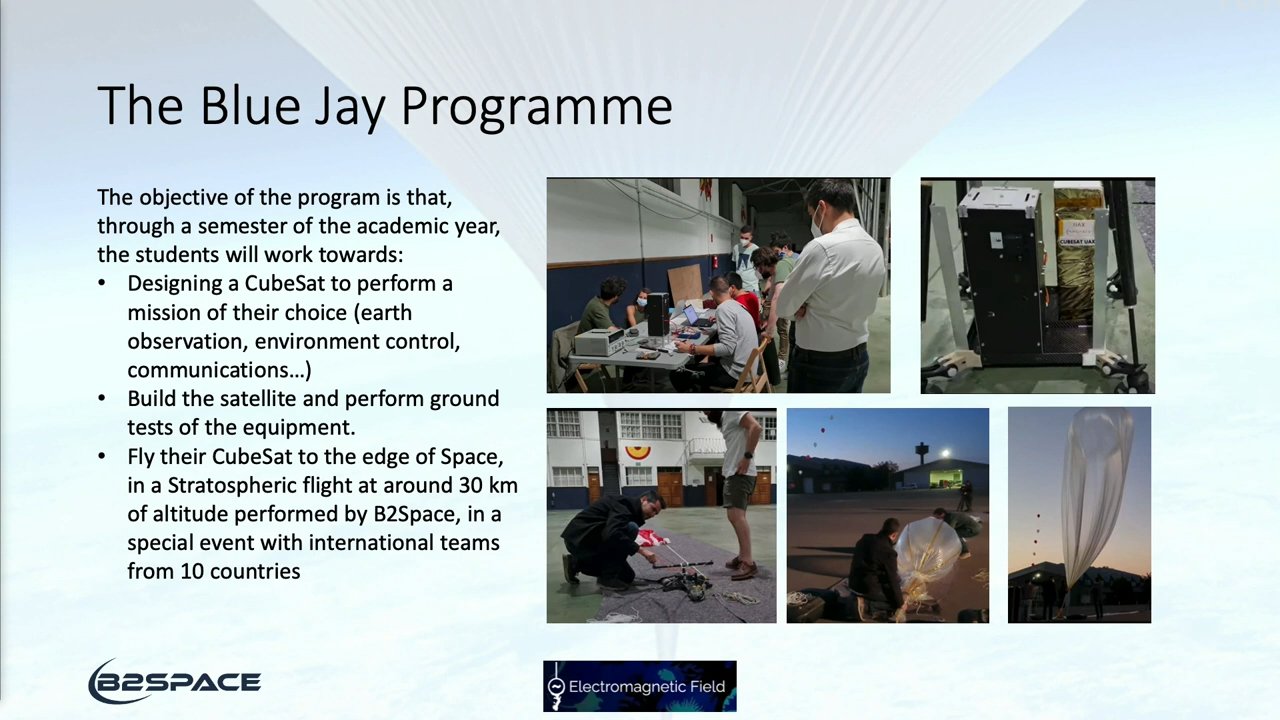 The Blue Jay Programme
The objective of the program is that,
through a semester of the academic year,
the students will work towards:
• Designing a CubeSat to perform a
mission of their choice (earth
observation, environment control,
communications...)
• Build the satellite and perform ground
tests of the equipment.
• Fly their CubeSat to the edge of Space,
in a Stratospheric flight at around 30 km
of altitude performed by B2Space, in a
special event with international teams
from 10 countries
UAX
CUBESAT UAX
B2SPACE
Electromagnetic Field